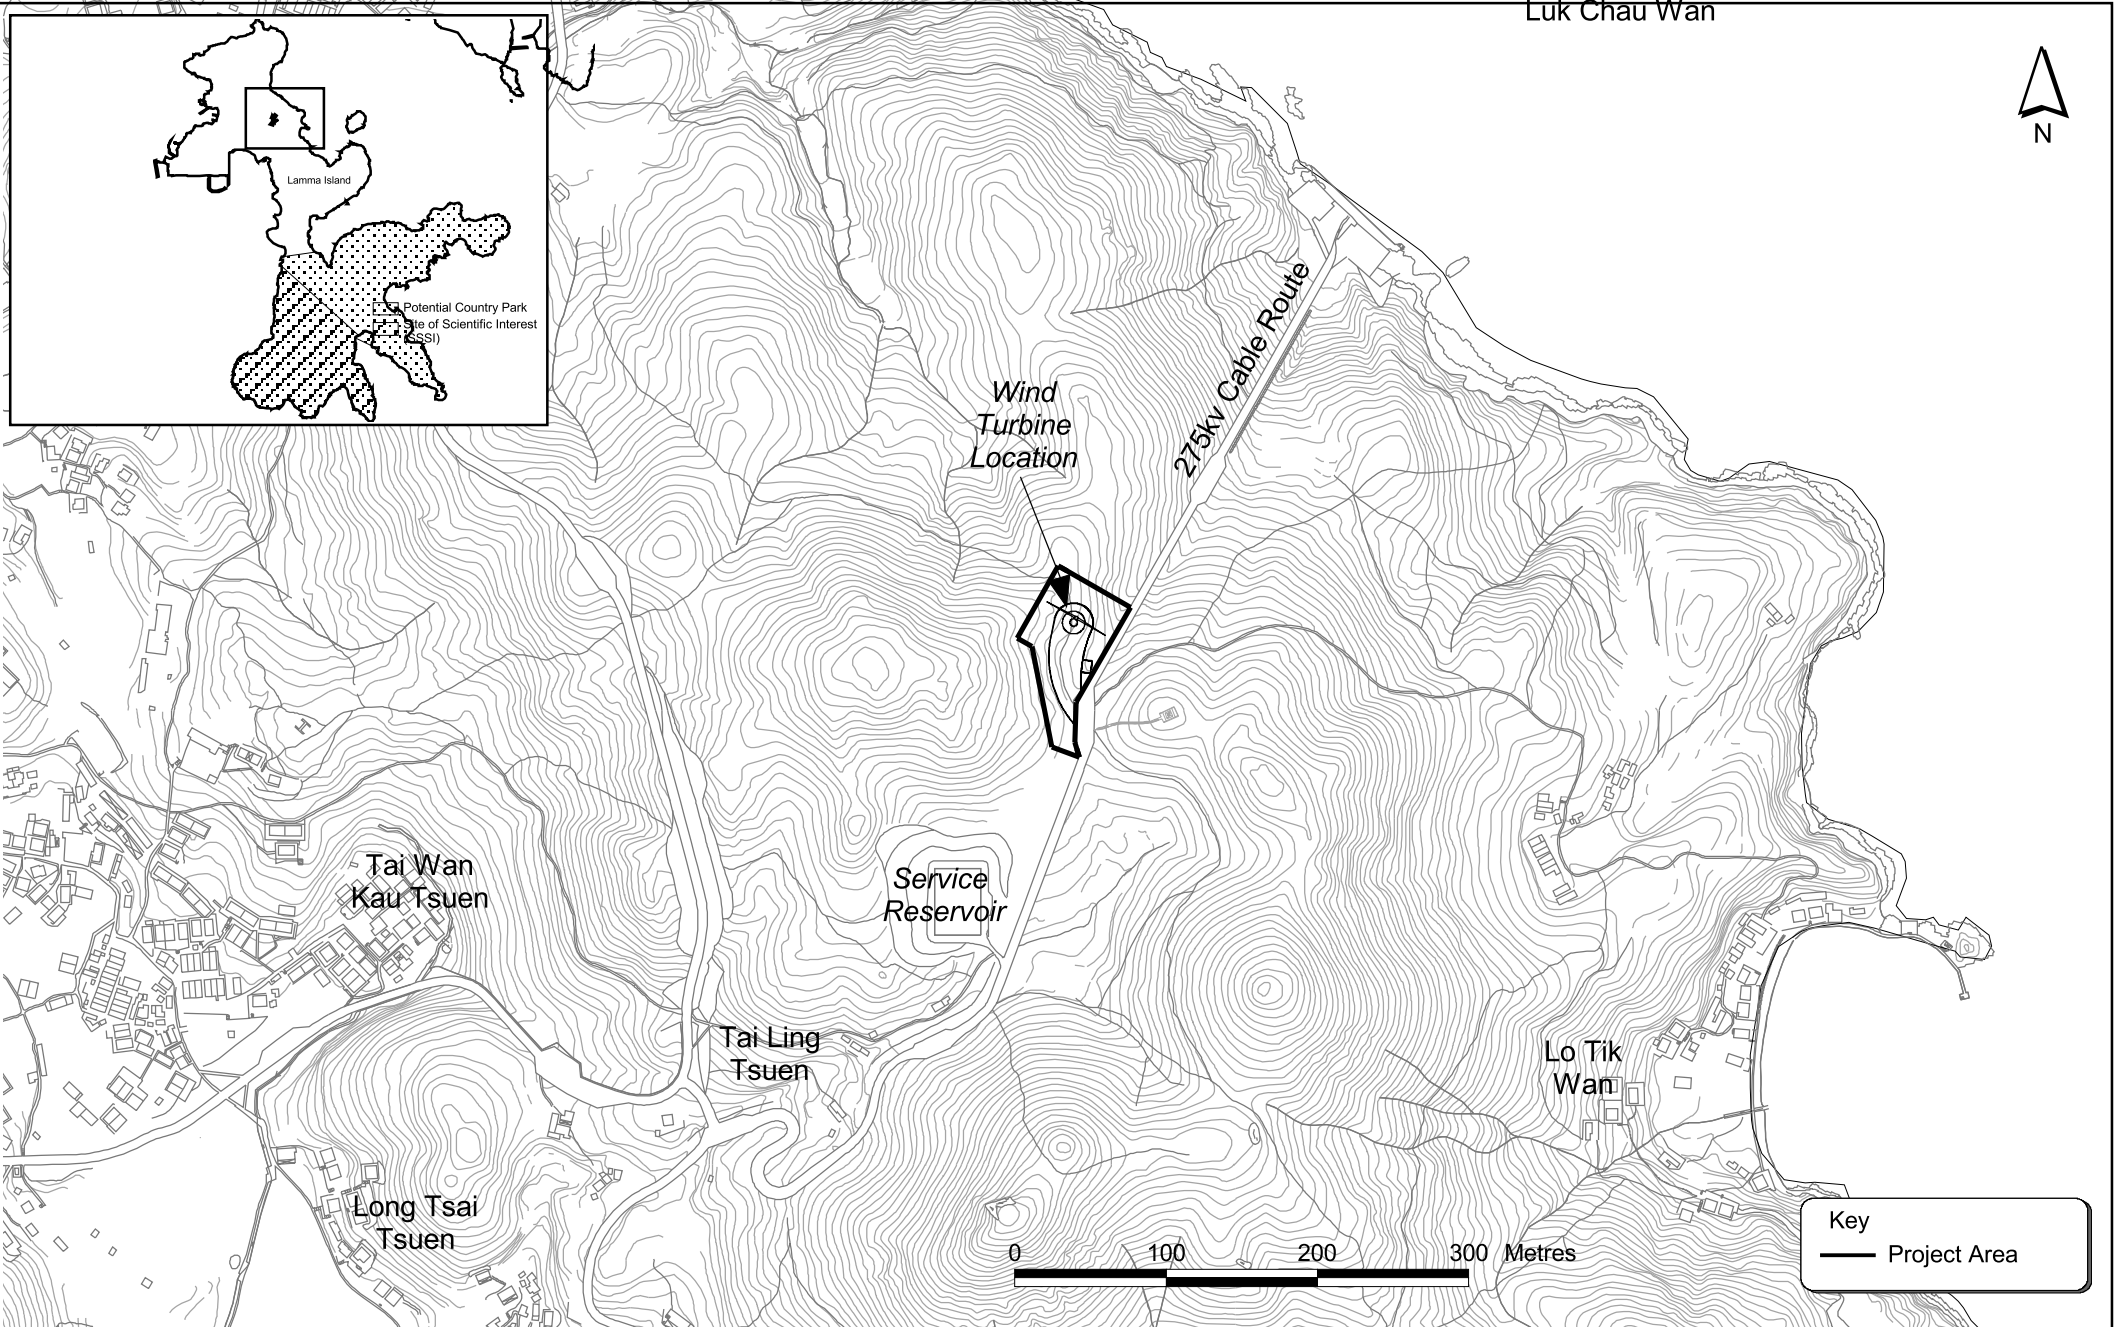 Luk Chau Wan
N
Lamma Island
Potential Country Park
Site of Scientific Interest
(SSSI)
275kv Cable Route
Wind
Turbine
Location
Service
Reservoir
Tai Wan
Kau Tsuen
Tai Ling
Tsuen
Lo Tik
Wan
Long Tsai
Tsuen
0 100 200 300 Metres
Key
Project Area